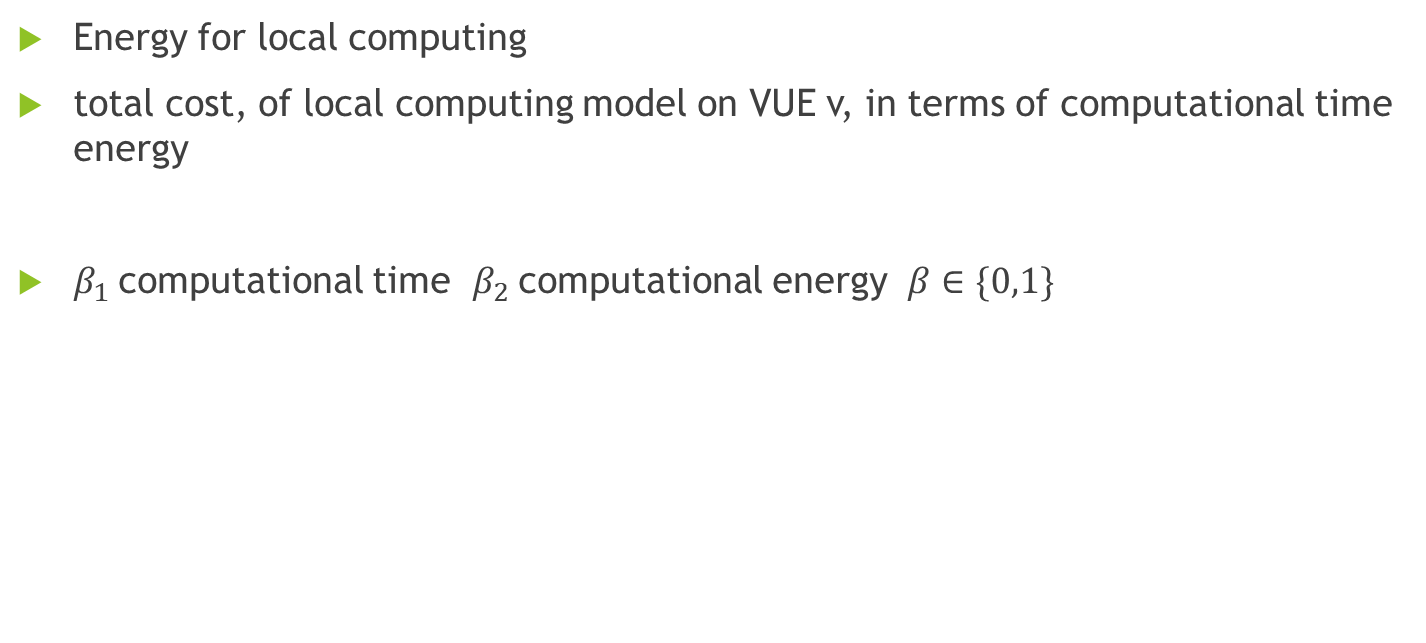 Energy for local computing
total cost, of local computing model on VUE v, in terms of computational time
energy
β₁ computational time β₂ computational energy β ∈ {0,1}